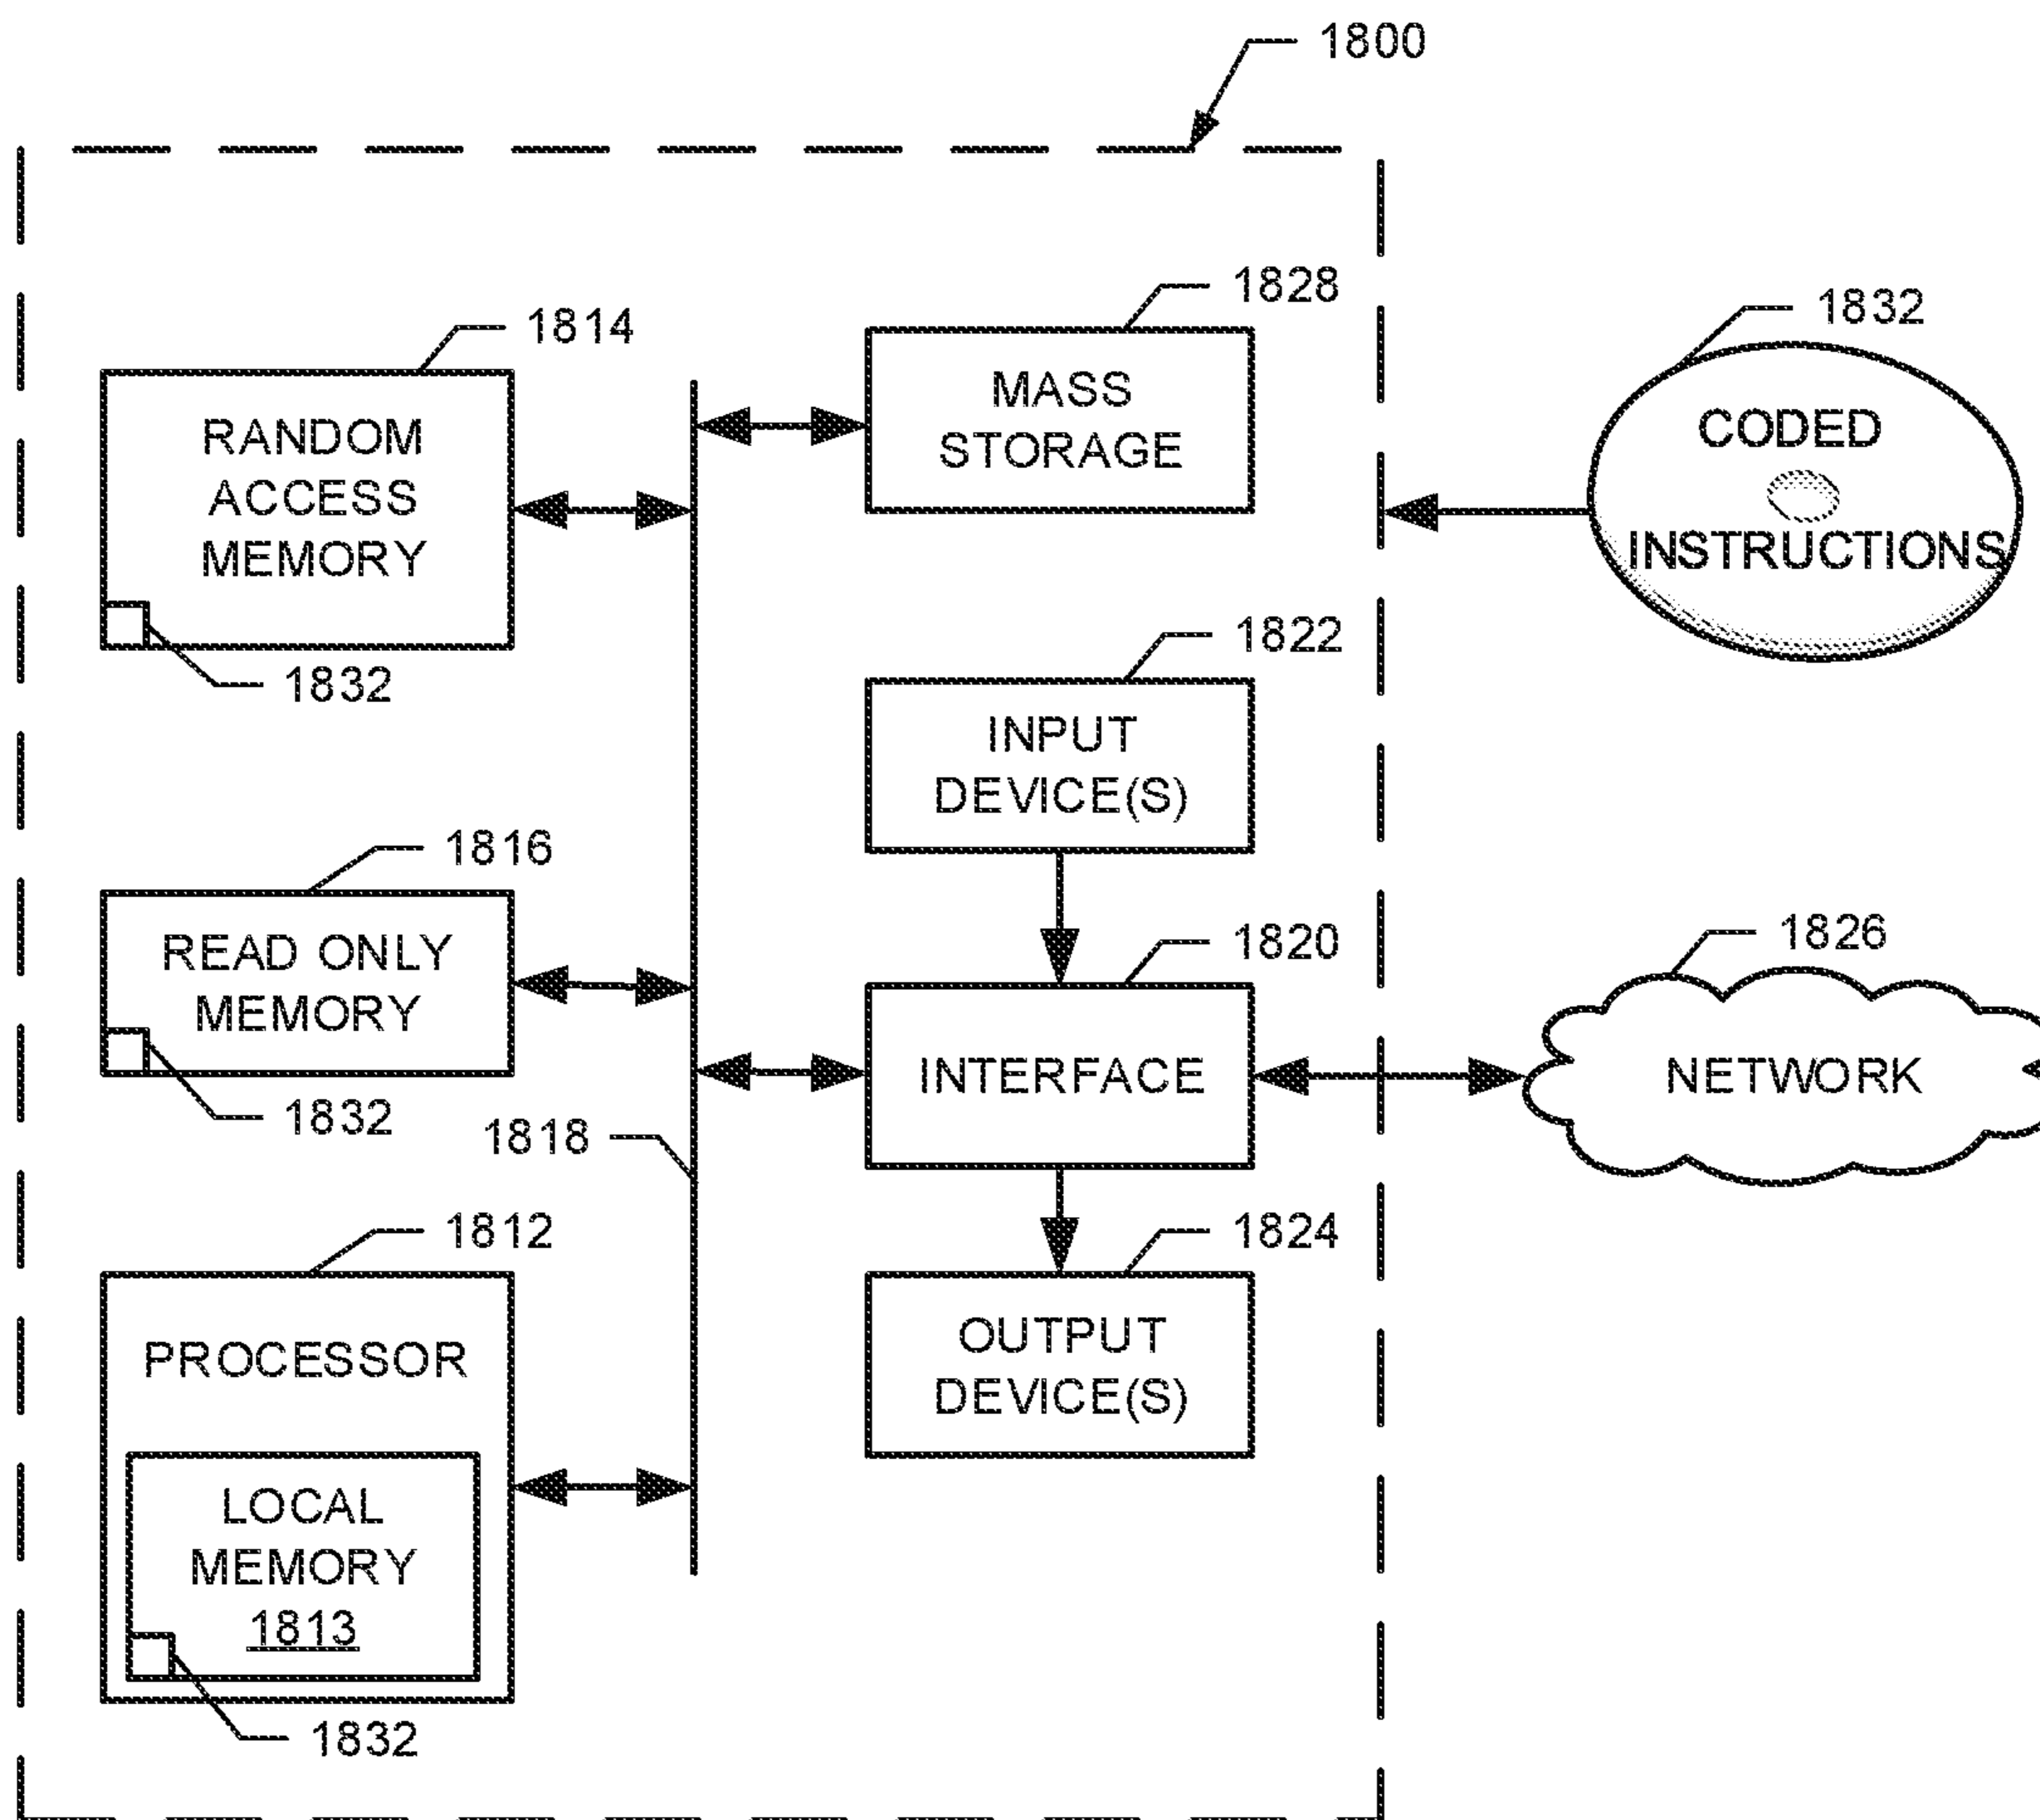 1800
1828
MASS
STORAGE
1814
RANDOM
ACCESS
MEMORY
1832
1832
CODED
INSTRUCTIONS
1822
INPUT
DEVICE(S)
1816
READ ONLY
MEMORY
1832
1818
1820
INTERFACE
1826
NETWORK
1812
PROCESSOR
LOCAL
MEMORY
1813
1832
1824
OUTPUT
DEVICE(S)